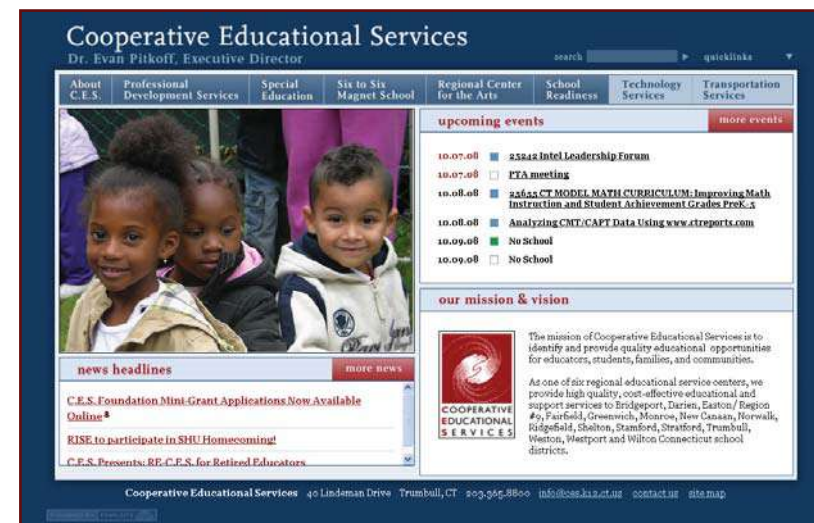 Cooperative Educational Services
Dr. Evan Pitkoff, Executive Director
search
quicklinks
About C.E.S.
Professional Development Services
Special Education
Six to Six Magnet School
Regional Center for the Arts
School Readiness
Technology Services
Transportation Services
upcoming events
more events
10.07.08 25242 Intel Leadership Forum
10.07.08 PTA meeting
10.08.08 25655 CT MODEL MATH CURRICULUM: Improving Math
Instruction and Student Achievement Grades PreK-5
10.08.08 Analyzing CMT/CAPT Data Using www.ctreports.com
10.09.08 No School
10.09.08 No School
our mission & vision
COOPERATIVE
EDUCATIONAL
SERVICES
The mission of Cooperative Educational Services is to
identify and provide quality educational opportunities
for educators, students, families, and communities.
As one of six regional educational service centers, we
provide high quality, cost-effective educational and
support services to Bridgeport, Darien, Easton/ Region
#9, Fairfield, Greenwich, Monroe, New Canaan, Norwalk,
Ridgefield, Shelton, Stamford, Stratford, Trumbull,
Weston, Westport and Wilton Connecticut school
districts.
news headlines
more news
C.E.S. Foundation Mini-Grant Applications Now Available
Online
RISE to participate in SHU Homecoming!
C.E.S. Presents: RE-C.E.S. for Retired Educators
Cooperative Educational Services 40 Lindeman Drive Trumbull, CT 203.365.8800 info@ces.k12.ct.us contact us site map